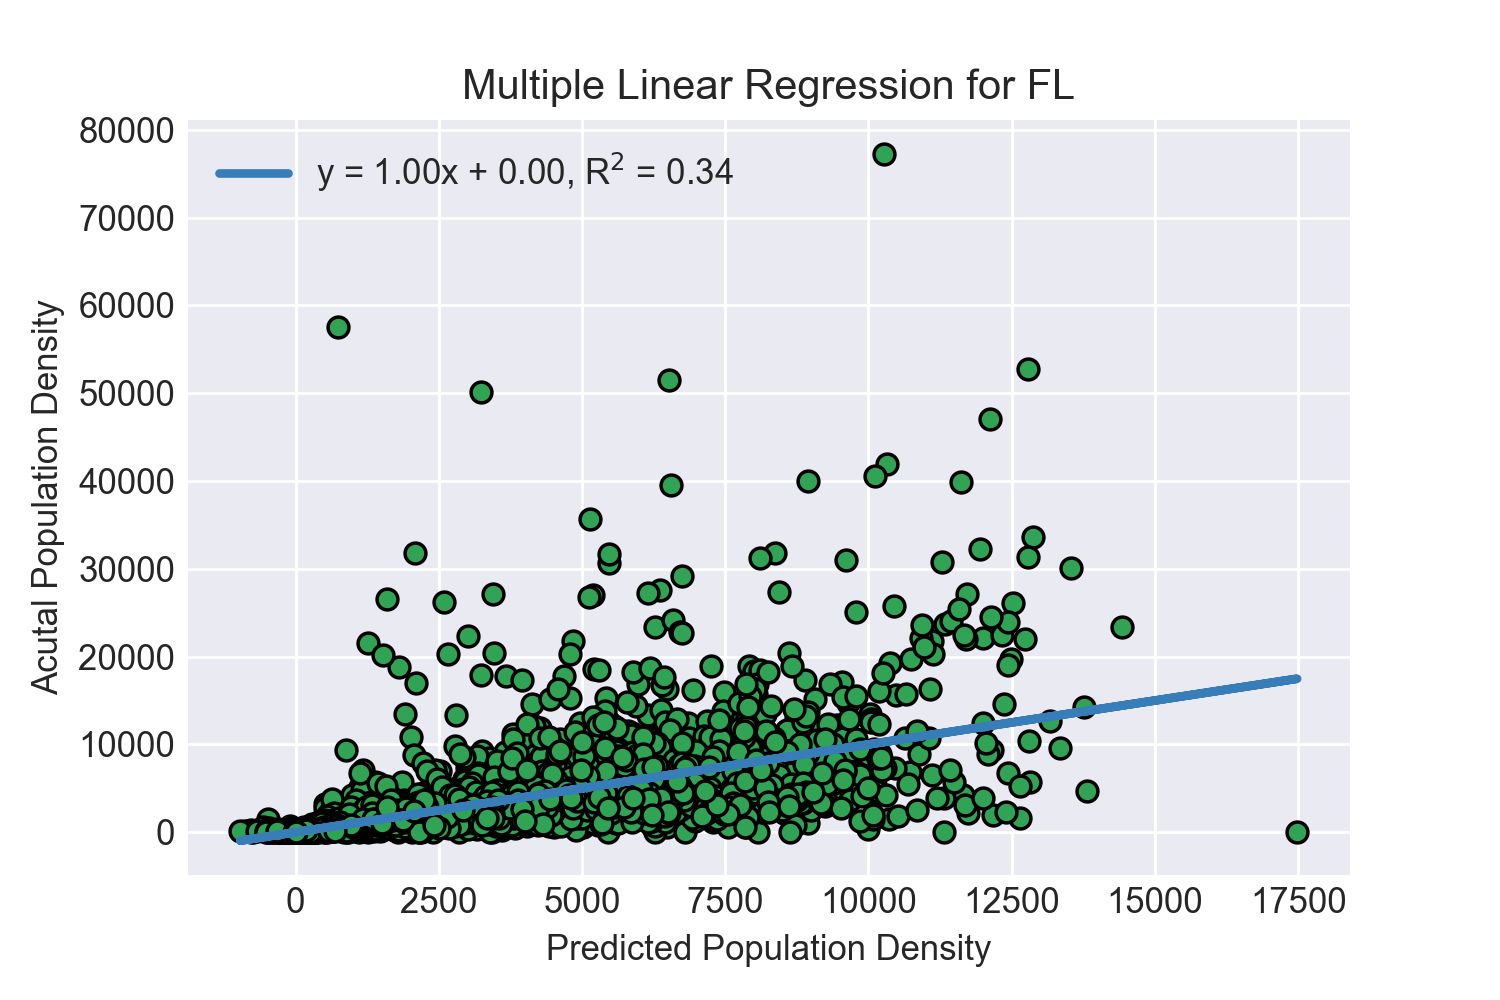 Multiple Linear Regression for FL
y = 1.00x + 0.00, R² = 0.34
Acutal Population Density
80000
70000
60000
50000
40000
30000
20000
10000
0
0 2500 5000 7500 10000 12500 15000 17500
Predicted Population Density